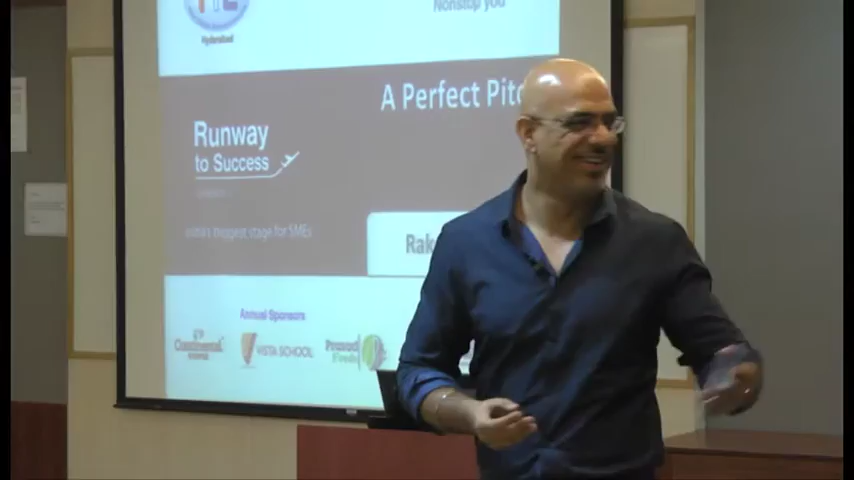 Hyderabad
Nonstop you
A Perfect Pitc
Runway
to Success
India's biggest stage for SMEs
Rak
Annual Sponsors
Continental
VISTA SCHOOL
Prasad
Foods